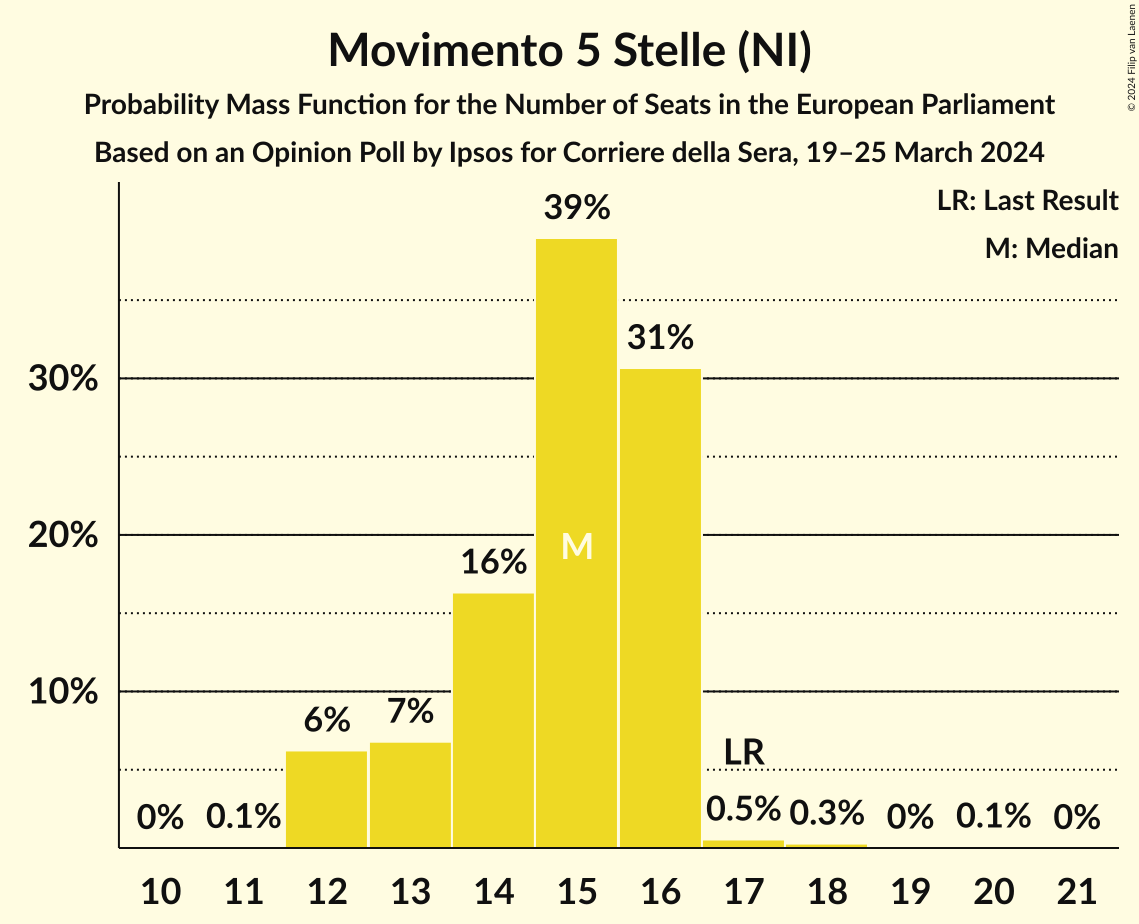 Movimento 5 Stelle (NI)
Probability Mass Function for the Number of Seats in the European Parliament
Based on an Opinion Poll by Ipsos for Corriere della Sera, 19–25 March 2024
© 2024 Filip van Laenen
LR: Last Result
M: Median
39%
31%
30%
20%
M
16%
10%
7%
6%
LR
0%
0.1%
0.5%
0.3%
0%
0.1%
0%
10 11 12 13 14 15 16 17 18 19 20 21